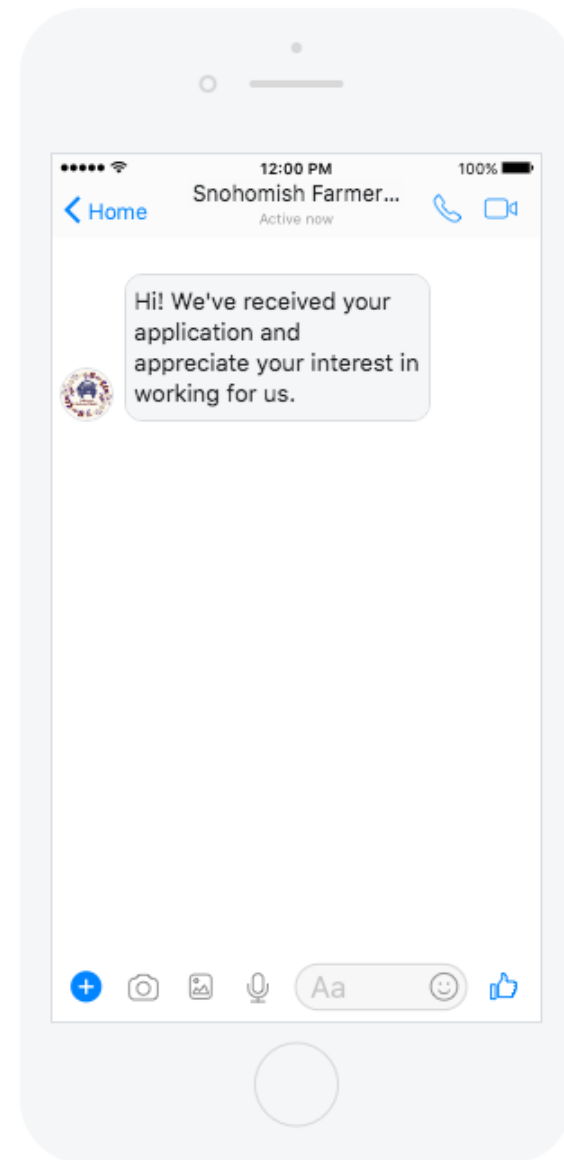 12:00 PM
100%
Home
Snohomish Farmer...
Active now
Hi! We've received your
application and
appreciate your interest in
working for us.
Aa